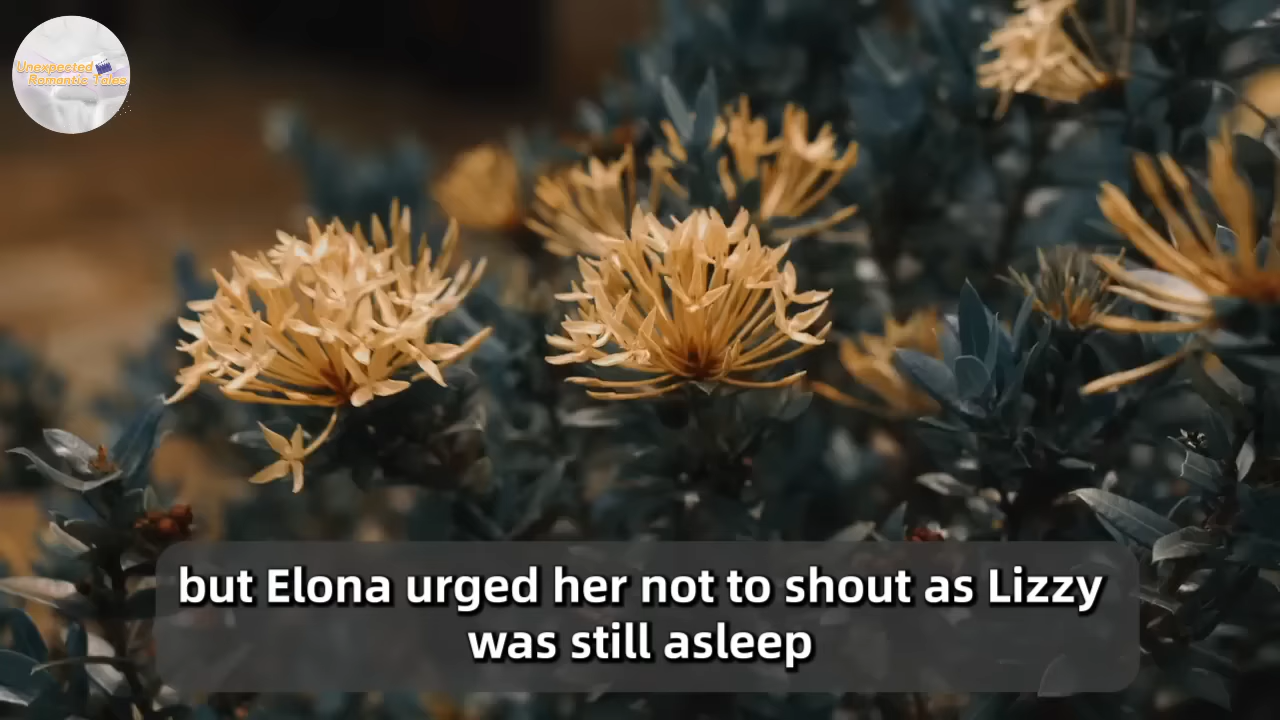 Unexpected
Romantic Tales
but Elona urged her not to shout as Lizzy
was still asleep